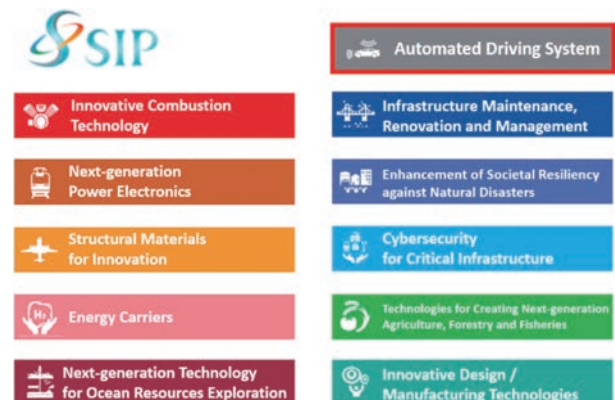 SIP
Automated Driving System
Innovative Combustion
Technology
Infrastructure Maintenance,
Renovation and Management
Next-generation
Power Electronics
Enhancement of Societal Resiliency
against Natural Disasters
Structural Materials
for Innovation
Cybersecurity
for Critical Infrastructure
H₂
Energy Carriers
Technologies for Creating Next-generation
Agriculture, Forestry and Fisheries
Next-generation Technology
for Ocean Resources Exploration
Innovative Design /
Manufacturing Technologies